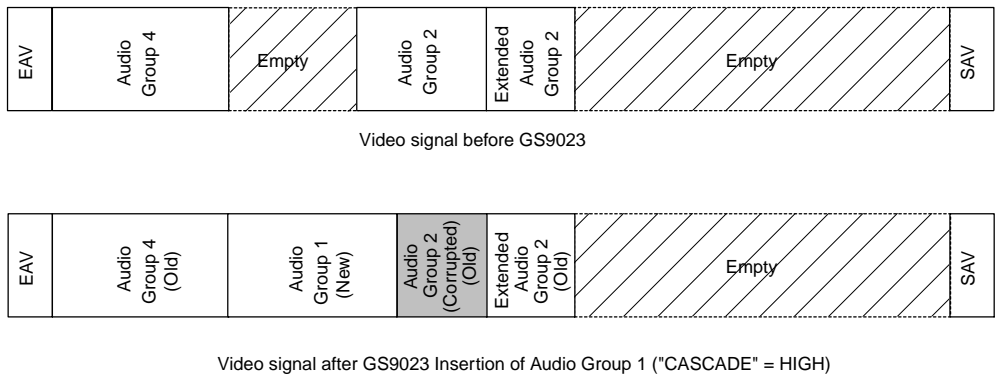 EAV
Audio
Group 4
Empty
Audio
Group 2
Extended
Audio
Group 2
Empty
SAV
Video signal before GS9023
EAV
Audio
Group 4
(Old)
Audio
Group 1
(New)
Audio
Group 2
(Corrupted)
(Old)
Extended
Audio
Group 2
(Old)
Empty
SAV
Video signal after GS9023 Insertion of Audio Group 1 ("CASCADE" = HIGH)